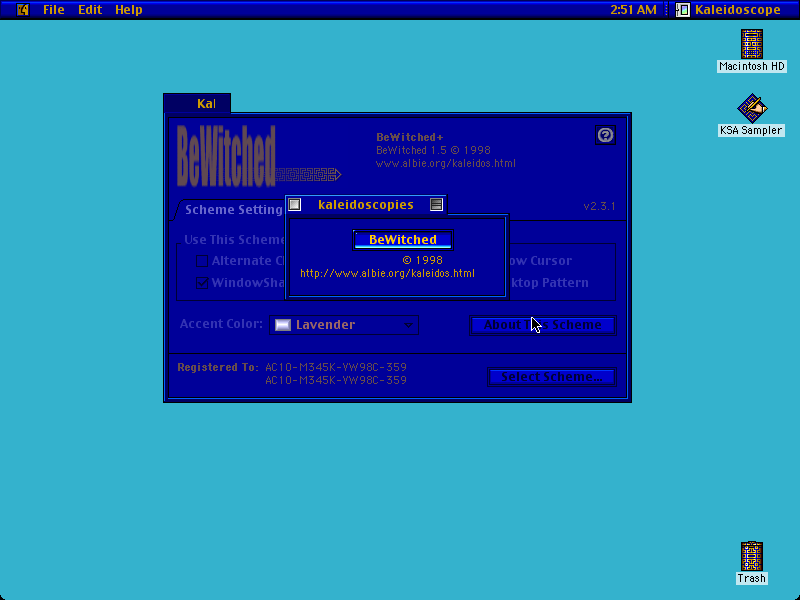 File Edit Help 2:51 AM Kaleidoscope
Macintosh HD
KSA Sampler
Kal
BeWitched
BeWitched+
BeWitched 1.5 © 1998
www.albie.org/kaleidos.html
Scheme Setting
v2.3.1
kaleidoscopies
BeWitched
© 1998
http://www.albie.org/kaleidos.html
Use This Scheme
Alternate C
ow Cursor
WindowSha
ktop Pattern
Accent Color: Lavender
About This Scheme
Registered To: AC10-M345K-VW98C-359
AC10-M345K-VW98C-359
Select Scheme...
Trash